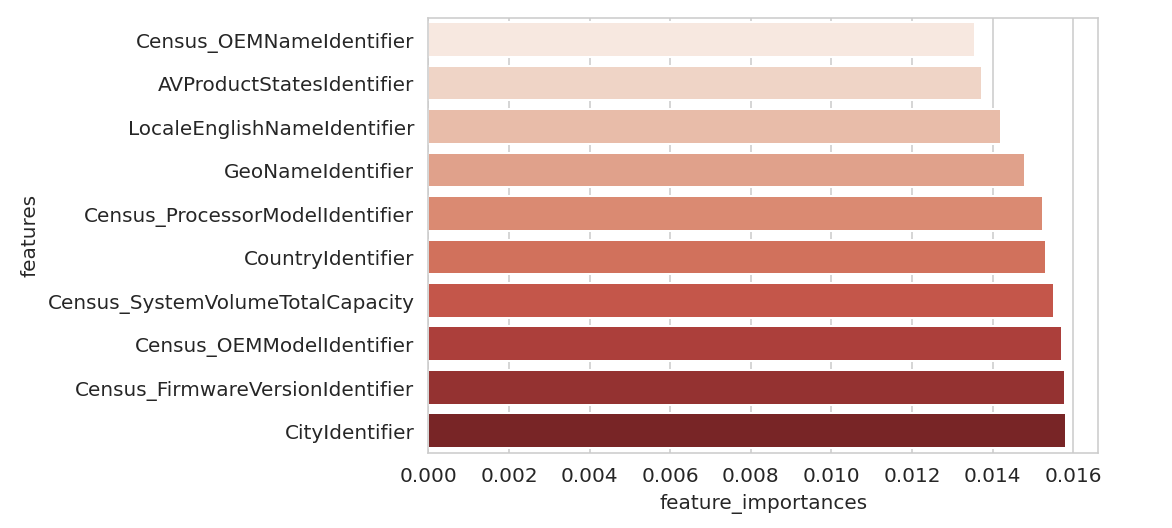 Census_OEMNameIdentifier
AVProductStatesIdentifier
LocaleEnglishNameIdentifier
GeoNameIdentifier
Census_ProcessorModelIdentifier
CountryIdentifier
Census_SystemVolumeTotalCapacity
Census_OEMModelIdentifier
Census_FirmwareVersionIdentifier
CityIdentifier
features
0.000 0.002 0.004 0.006 0.008 0.010 0.012 0.014 0.016
feature_importances